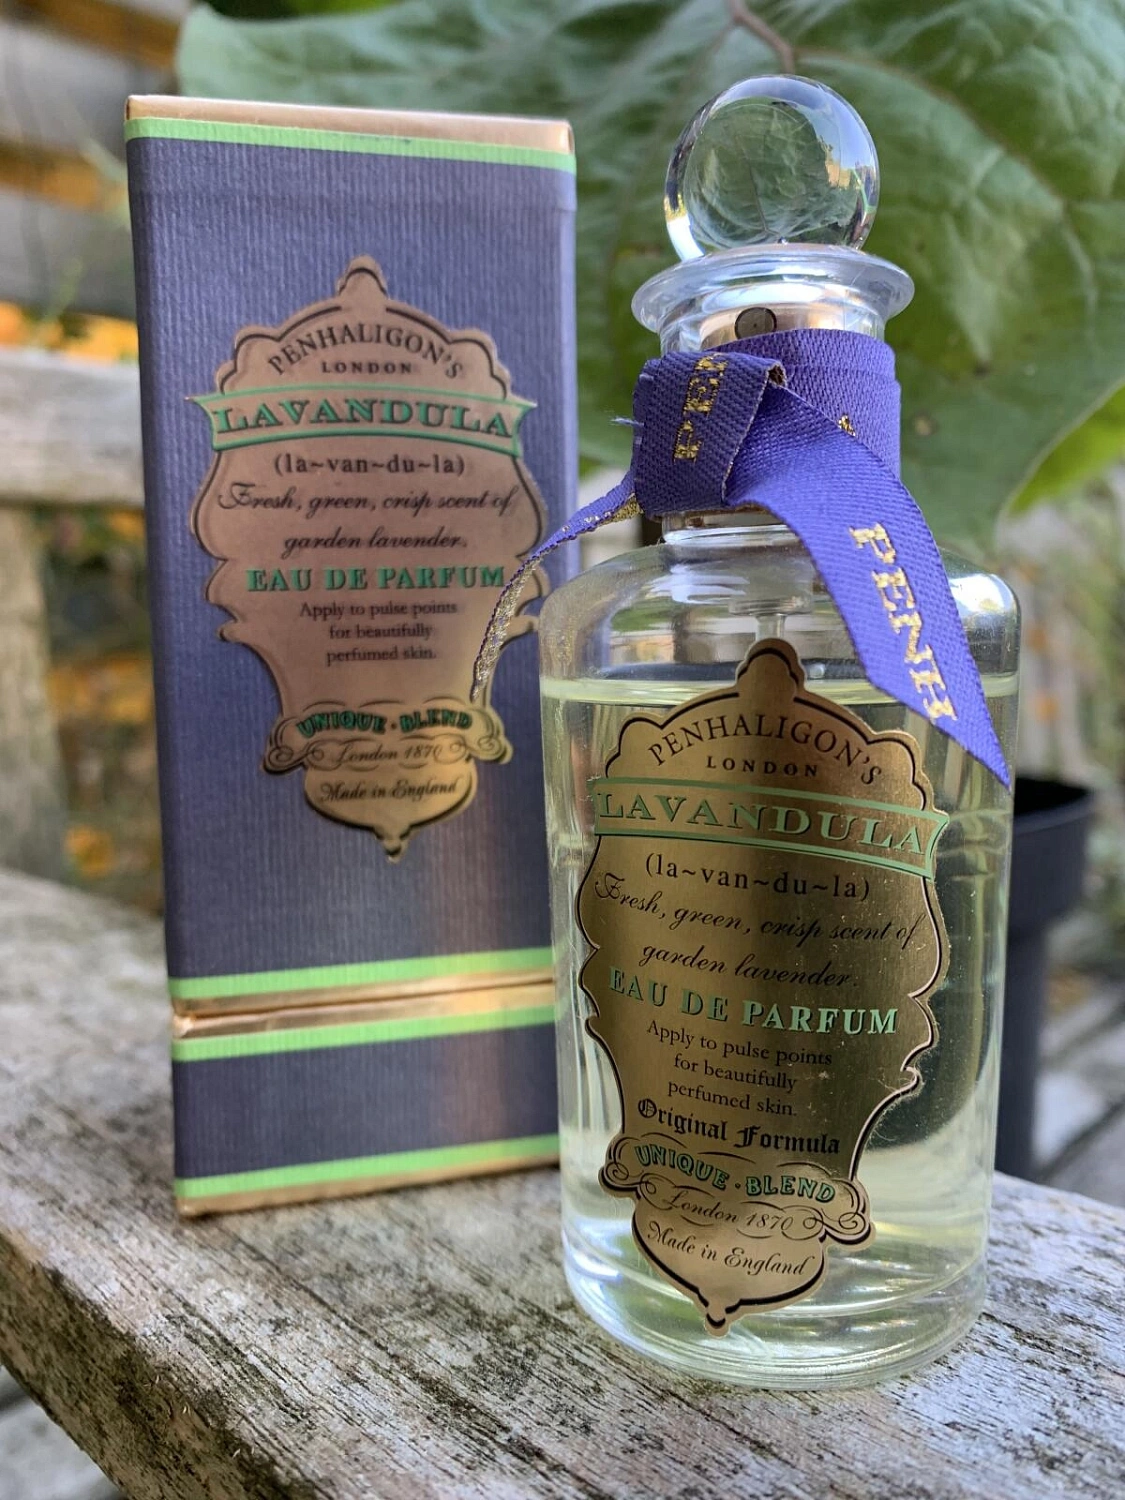 PENHALIGON'S
LONDON
LAVANDULA
(la~van~du~la)
Fresh, green, crisp scent of
garden lavender.
EAU DE PARFUM
Apply to pulse points
for beautifully
perfumed skin.
UNIQUE · BLEND
London 1870
Made in England
PEN
PENH
PENHALIGON'S
LONDON
LAVANDULA
(la~van~du~la)
Fresh, green, crisp scent of
garden lavender.
EAU DE PARFUM
Apply to pulse points
for beautifully
perfumed skin.
Original Formula
UNIQUE · BLEND
London 1870
Made in England